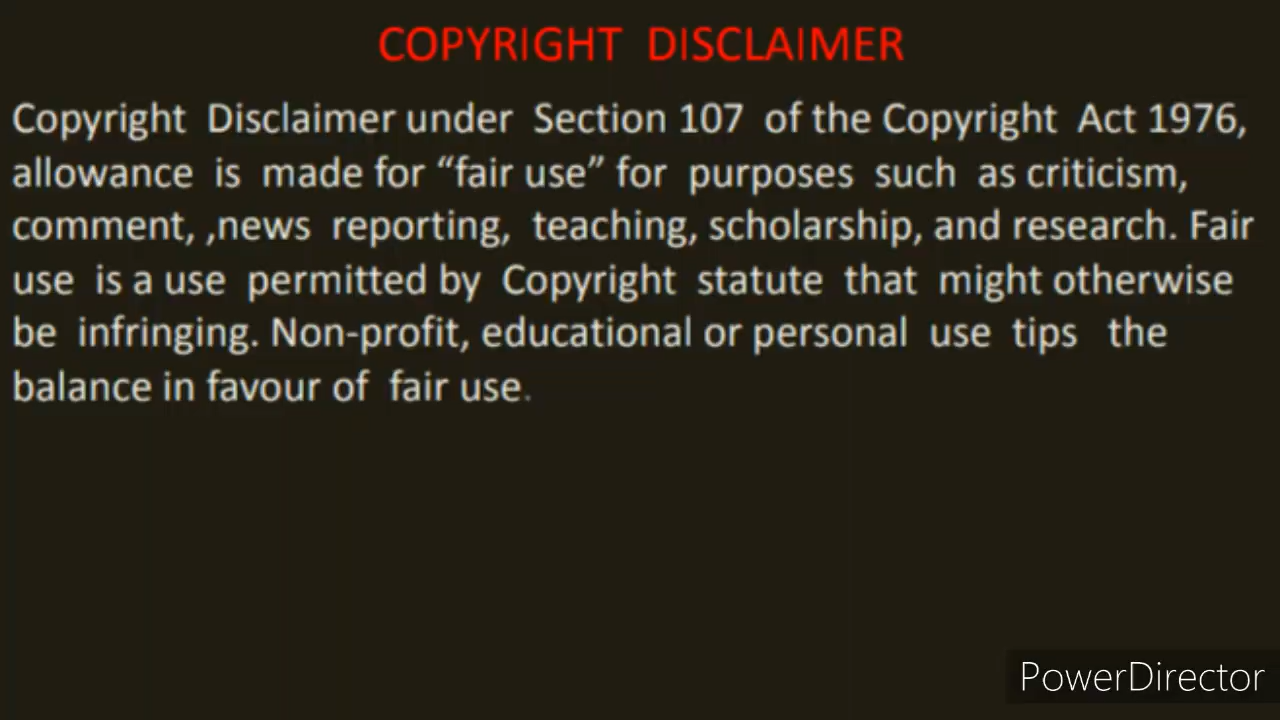 COPYRIGHT DISCLAIMER
Copyright Disclaimer under Section 107 of the Copyright Act 1976,
allowance is made for “fair use” for purposes such as criticism,
comment, ,news reporting, teaching, scholarship, and research. Fair
use is a use permitted by Copyright statute that might otherwise
be infringing. Non-profit, educational or personal use tips the
balance in favour of fair use.
PowerDirector